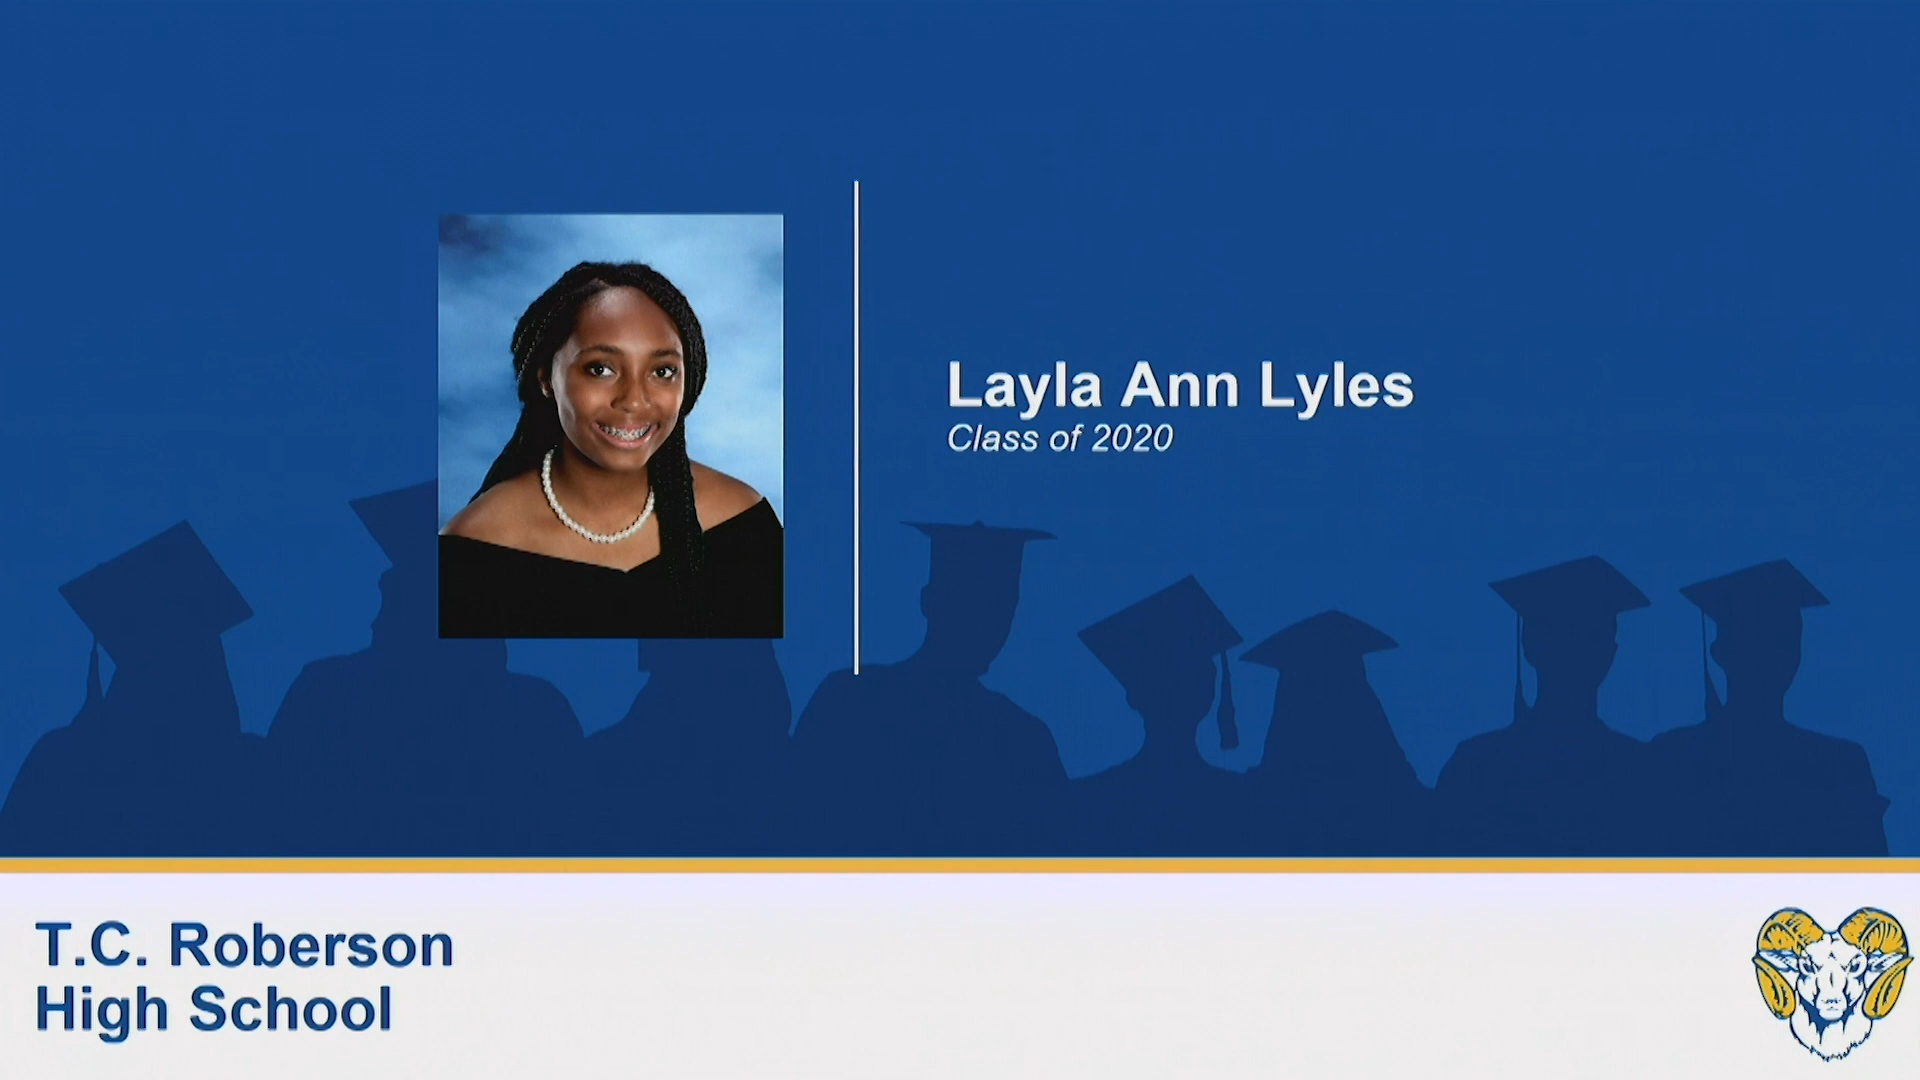 Layla Ann Lyles
Class of 2020
T.C. Roberson
High School